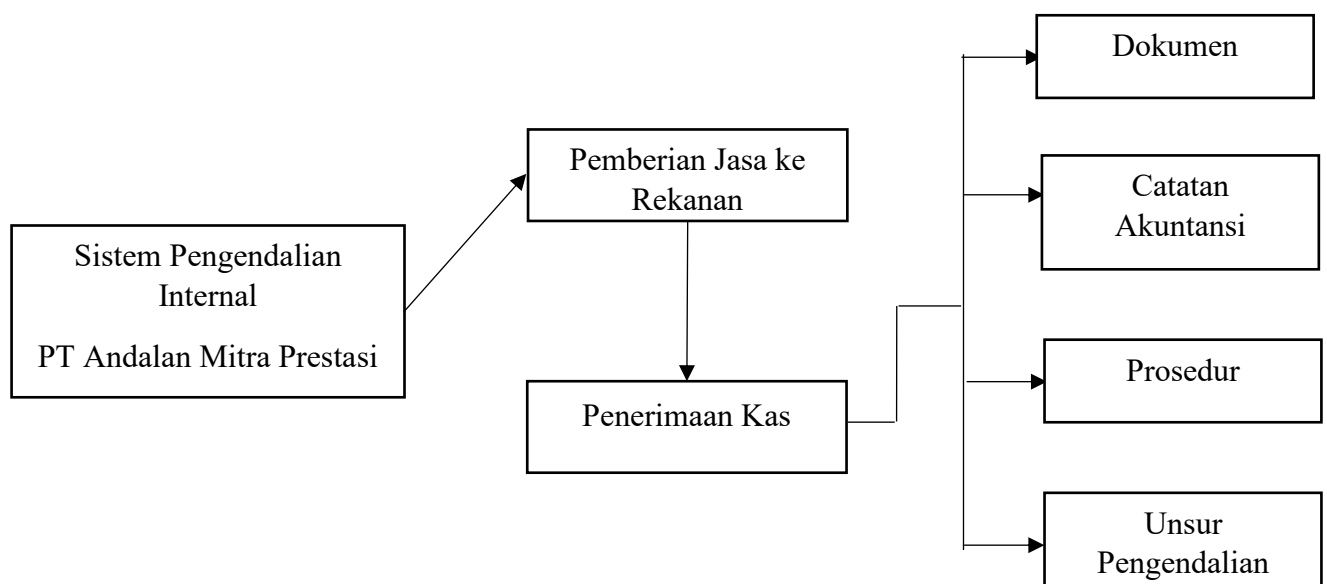 Sistem Pengendalian
Internal
PT Andalan Mitra Prestasi
Pemberian Jasa ke
Rekanan
Penerimaan Kas
Dokumen
Catatan
Akuntansi
Prosedur
Unsur
Pengendalian